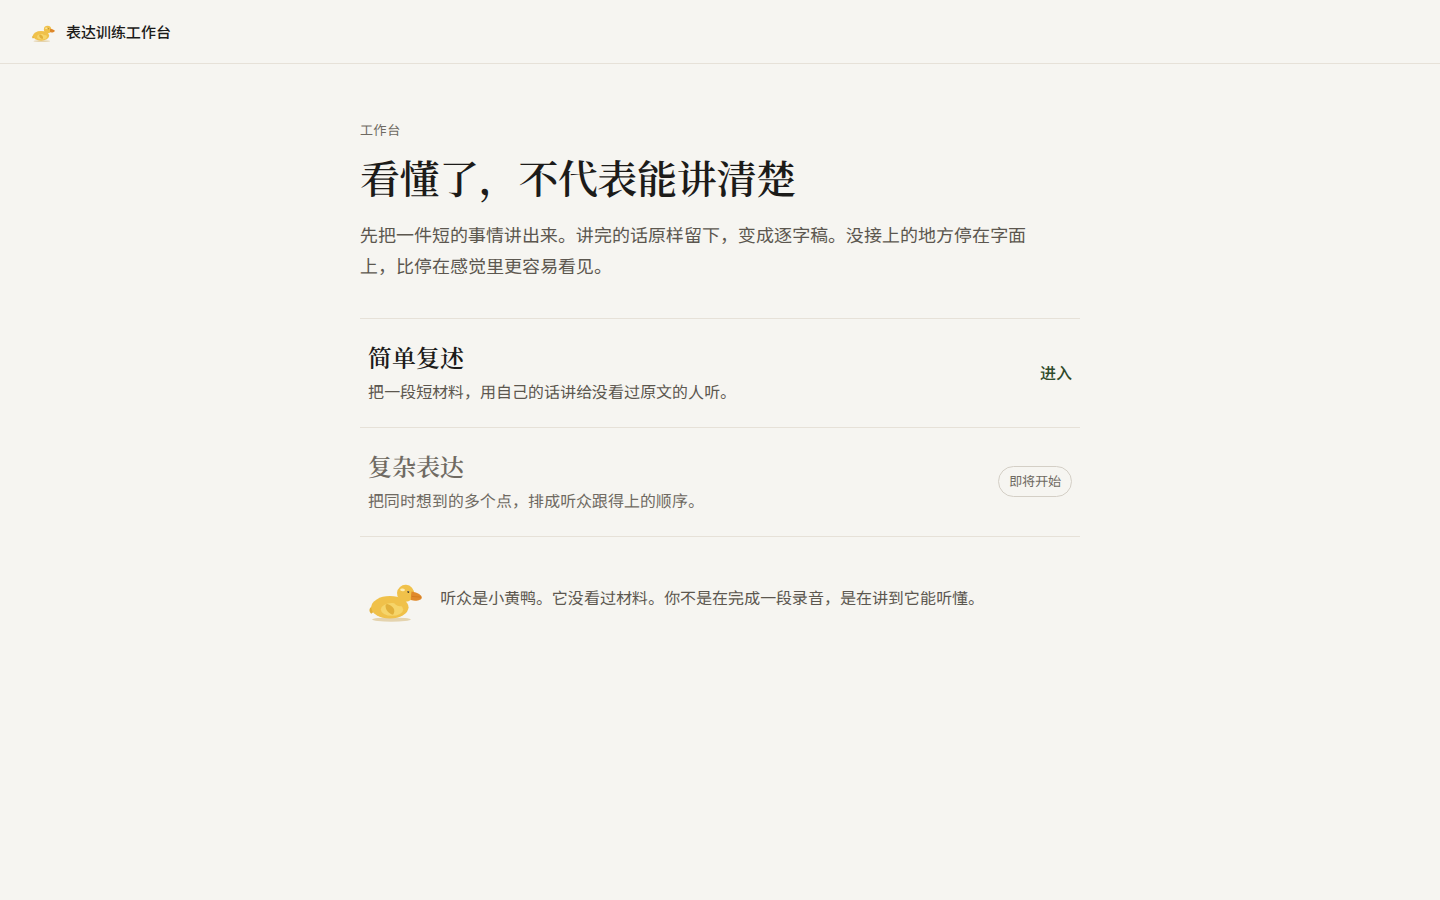 表达训练工作台
工作台
看懂了，不代表能讲清楚
先把一件短的事情讲出来。讲完的话原样留下，变成逐字稿。没接上的地方停在字面
上，比停在感觉里更容易看见。
简单复述
把一段短材料，用自己的话讲给没看过原文的人听。
进入
复杂表达
把同时想到的多个点，排成听众跟得上的顺序。
即将开始
听众是小黄鸭。它没看过材料。你不是在完成一段录音，是在讲到它能听懂。